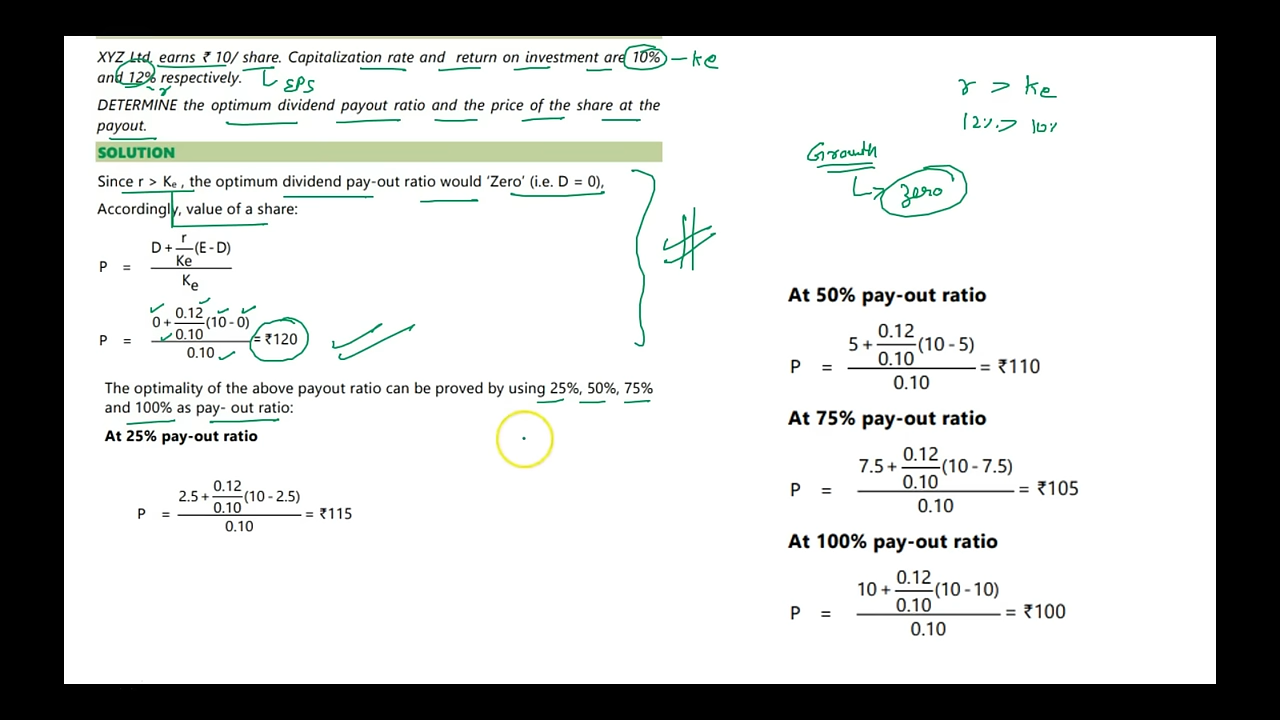 XYZ Ltd. earns ₹ 10/ share. Capitalization rate and return on investment are 10% - Ke
and 12% respectively.
r
EPS
DETERMINE the optimum dividend payout ratio and the price of the share at the
payout.
SOLUTION
Since r > Ke , the optimum dividend pay-out ratio would 'Zero' (i.e. D = 0),
Accordingly, value of a share:
P = (D + r/Ke (E - D)) / Ke
P = (0 + 0.12/0.10 (10 - 0)) / 0.10 = ₹120
The optimality of the above payout ratio can be proved by using 25%, 50%, 75%
and 100% as pay- out ratio:
At 25% pay-out ratio
P = (2.5 + 0.12/0.10 (10 - 2.5)) / 0.10 = ₹115
r > Ke
12% > 10%
Growth
Zero
At 50% pay-out ratio
P = (5 + 0.12/0.10 (10 - 5)) / 0.10 = ₹110
At 75% pay-out ratio
P = (7.5 + 0.12/0.10 (10 - 7.5)) / 0.10 = ₹105
At 100% pay-out ratio
P = (10 + 0.12/0.10 (10 - 10)) / 0.10 = ₹100